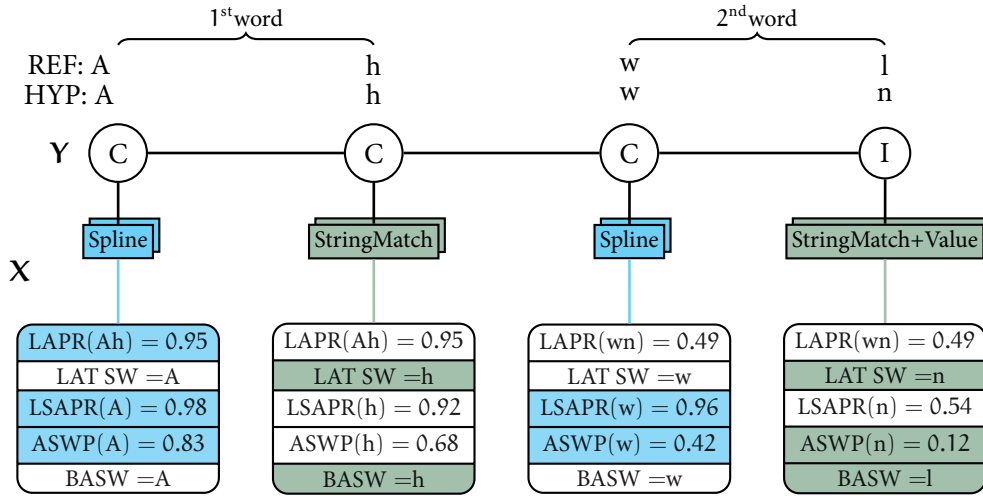 1st word 2nd word
REF: A h w l
HYP: A h w n
Y C C C I
Spline StringMatch Spline StringMatch+Value
X
LAPR(Ah) = 0.95 LAPR(Ah) = 0.95 LAPR(wn) = 0.49 LAPR(wn) = 0.49
LAT SW =A LAT SW =h LAT SW =w LAT SW =n
LSAPR(A) = 0.98 LSAPR(h) = 0.92 LSAPR(w) = 0.96 LSAPR(n) = 0.54
ASWP(A) = 0.83 ASWP(h) = 0.68 ASWP(w) = 0.42 ASWP(n) = 0.12
BASW =A BASW =h BASW =w BASW =l